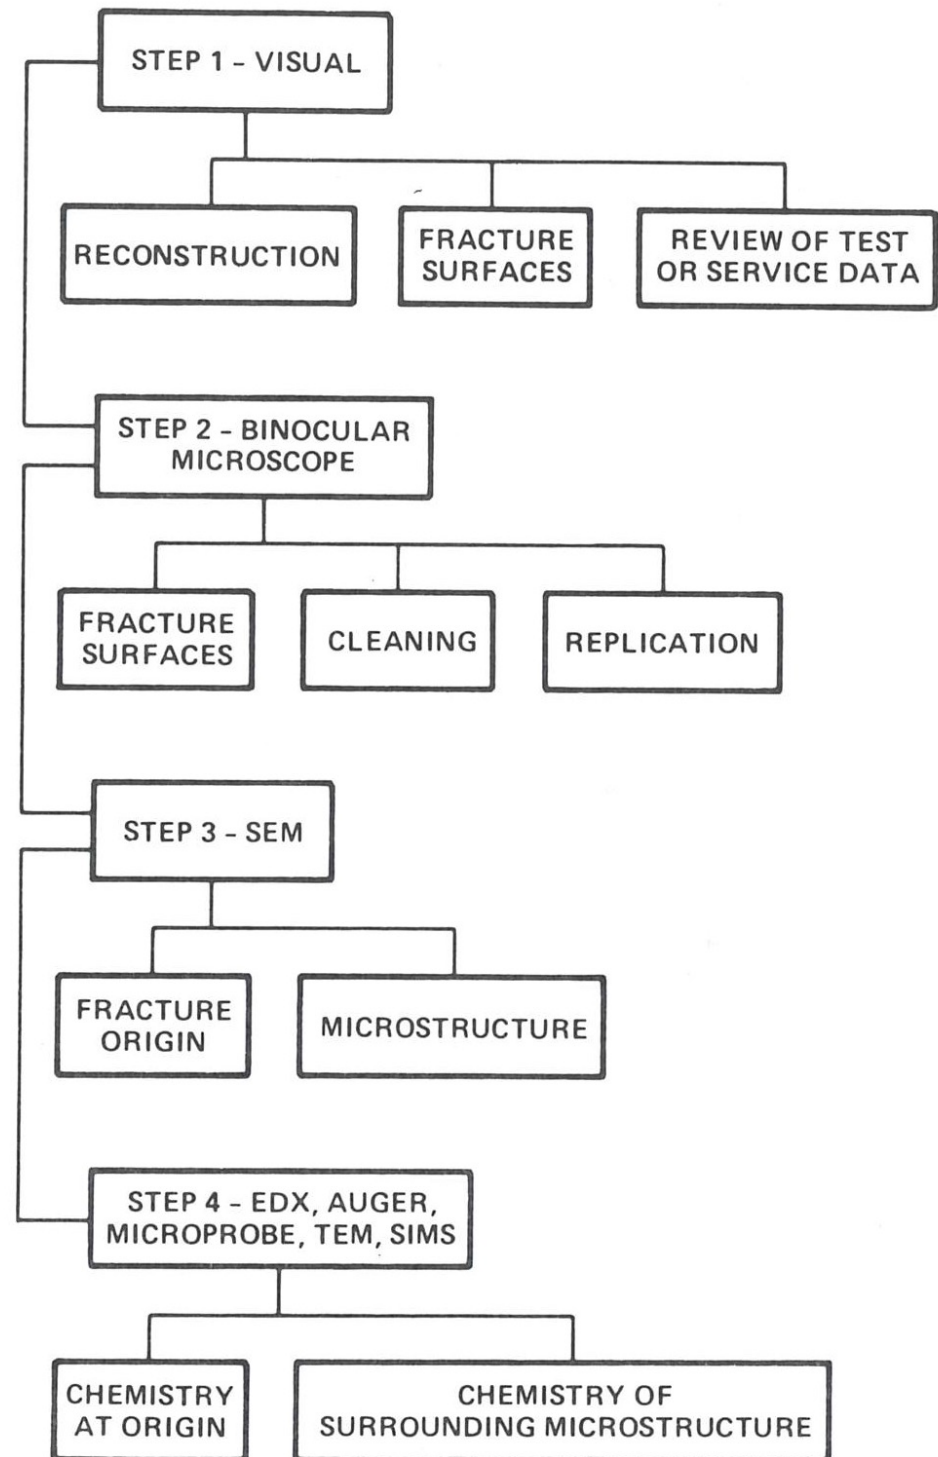 STEP 1 – VISUAL
RECONSTRUCTION
FRACTURE
SURFACES
REVIEW OF TEST
OR SERVICE DATA
STEP 2 – BINOCULAR
MICROSCOPE
FRACTURE
SURFACES
CLEANING
REPLICATION
STEP 3 – SEM
FRACTURE
ORIGIN
MICROSTRUCTURE
STEP 4 – EDX, AUGER,
MICROPROBE, TEM, SIMS
CHEMISTRY
AT ORIGIN
CHEMISTRY OF
SURROUNDING MICROSTRUCTURE